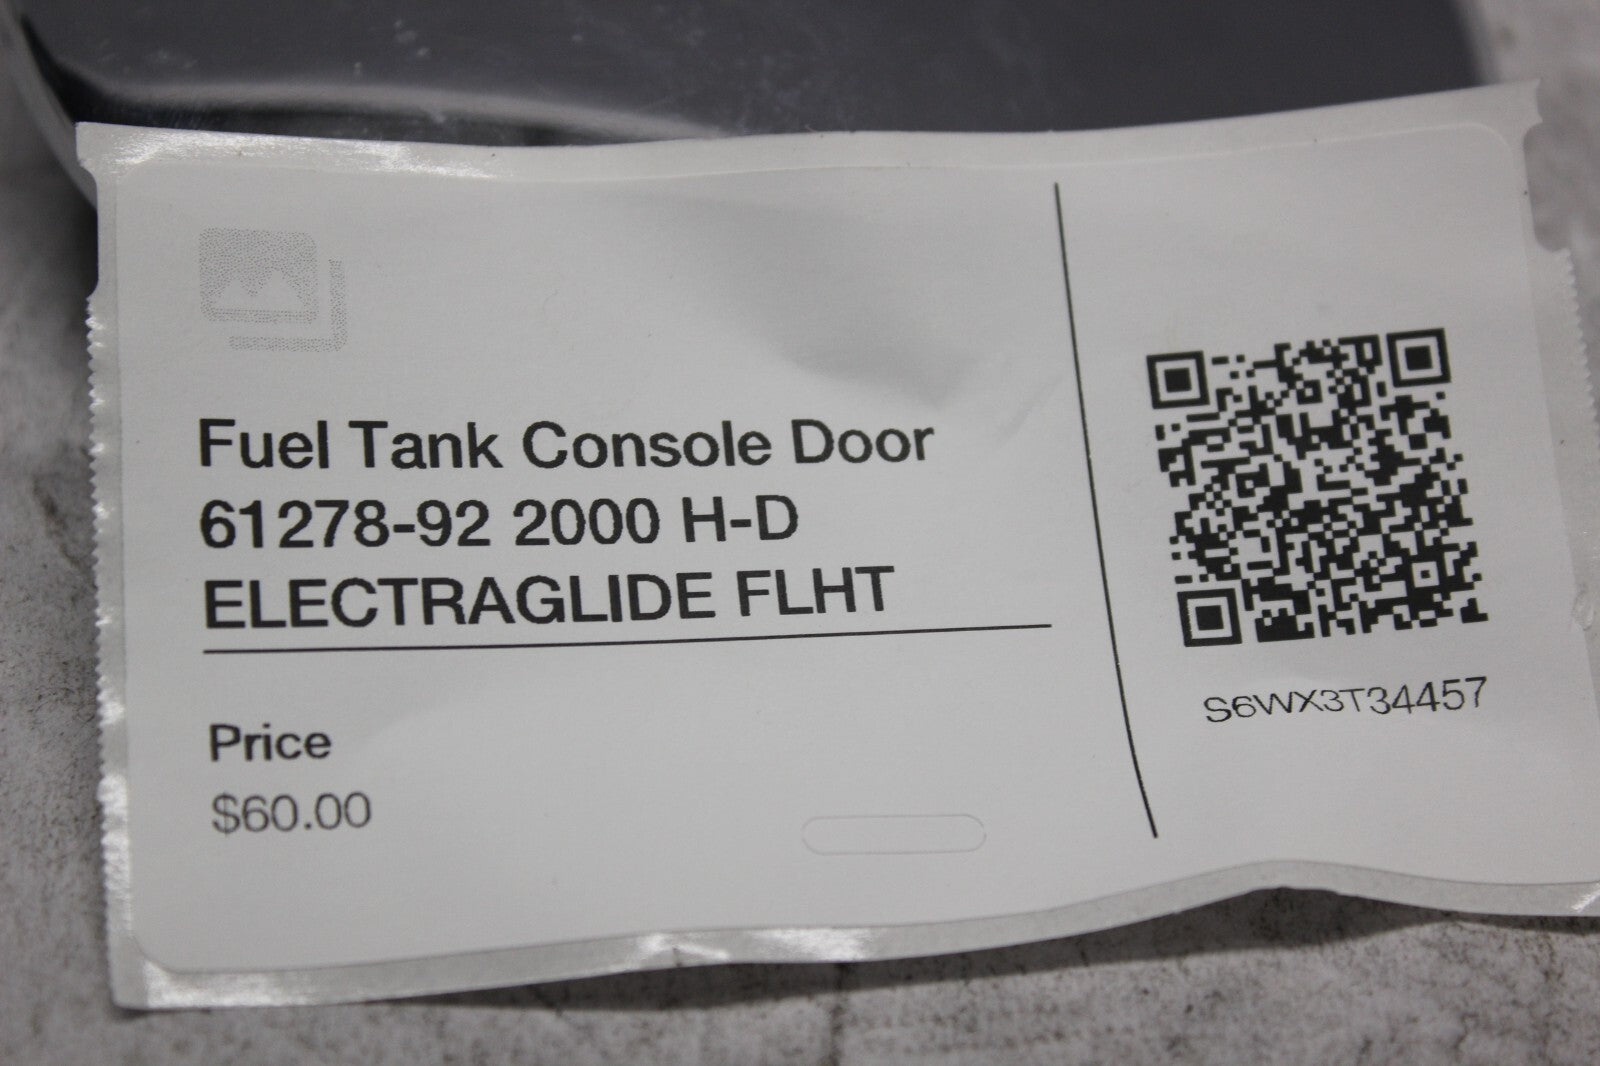 Fuel Tank Console Door
61278-92 2000 H-D
ELECTRAGLIDE FLHT
Price
$60.00
S6WX3T34457